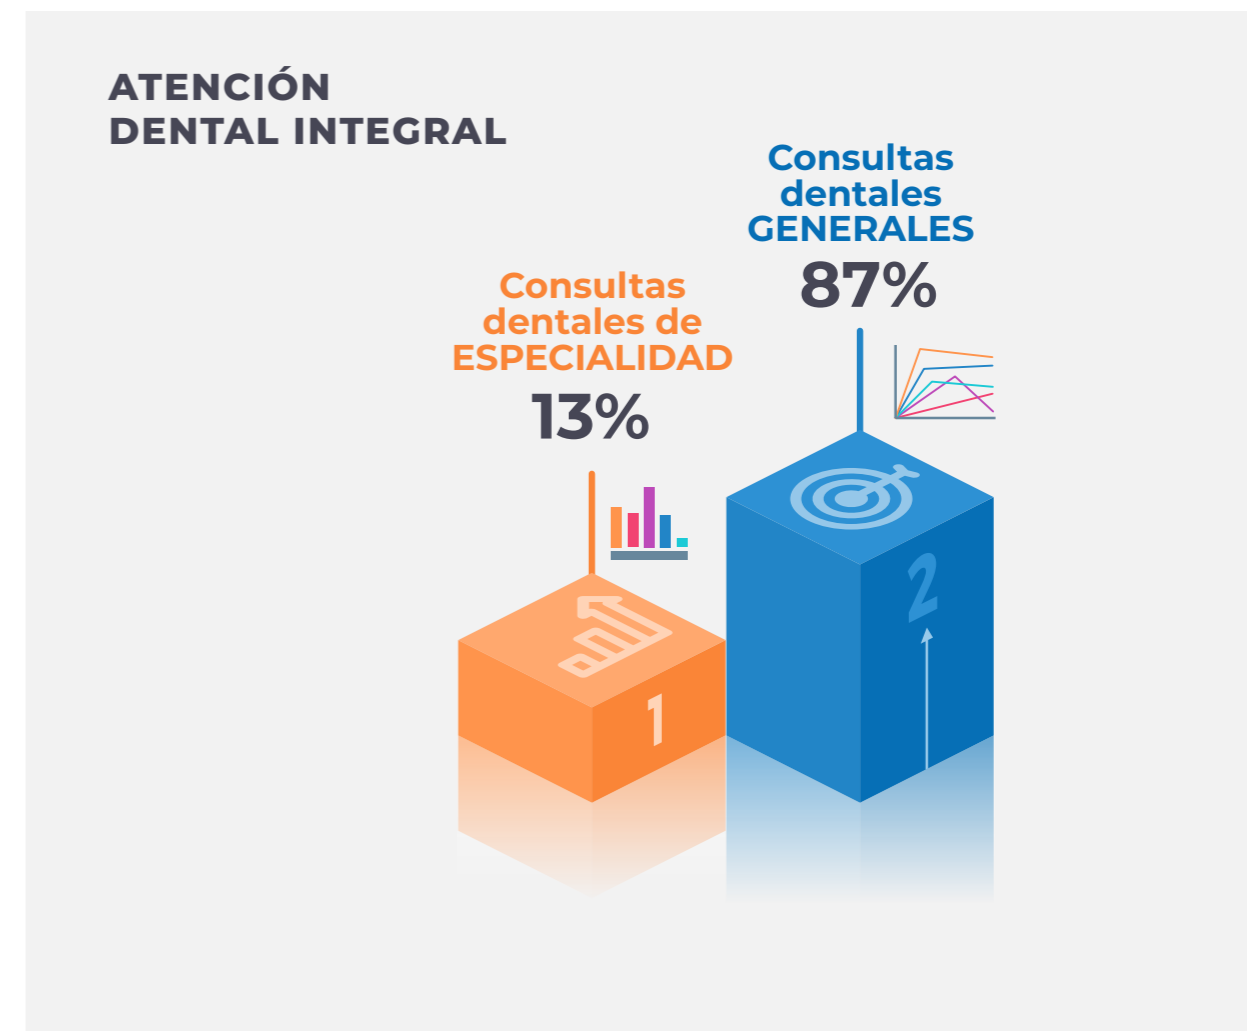 ATENCIÓN
DENTAL INTEGRAL
Consultas
dentales
GENERALES
87%
Consultas
dentales de
ESPECIALIDAD
13%
2
1